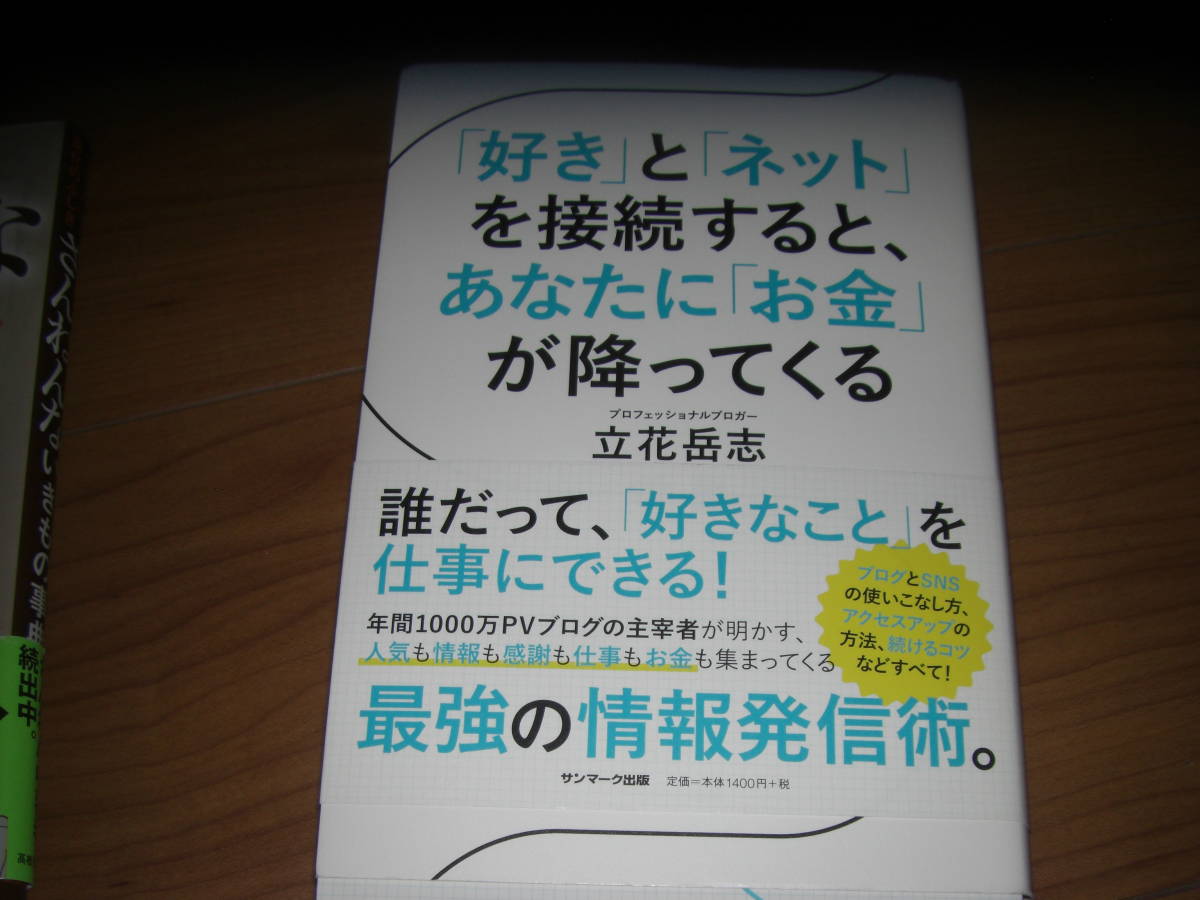 「好き」と「ネット」
を接続すると、
あなたに「お金」
が降ってくる
プロフェッショナルブロガー
立花岳志
誰だって、「好きなこと」を
仕事にできる！
年間1000万PVブログの主宰者が明かす、
人気も情報も感謝も仕事もお金も集まってくる
最強の情報発信術。
ブログとSNS
の使いこなし方、
アクセスアップの
方法、続けるコツ
などすべて！
サンマーク出版 定価＝本体1400円＋税
続出中。